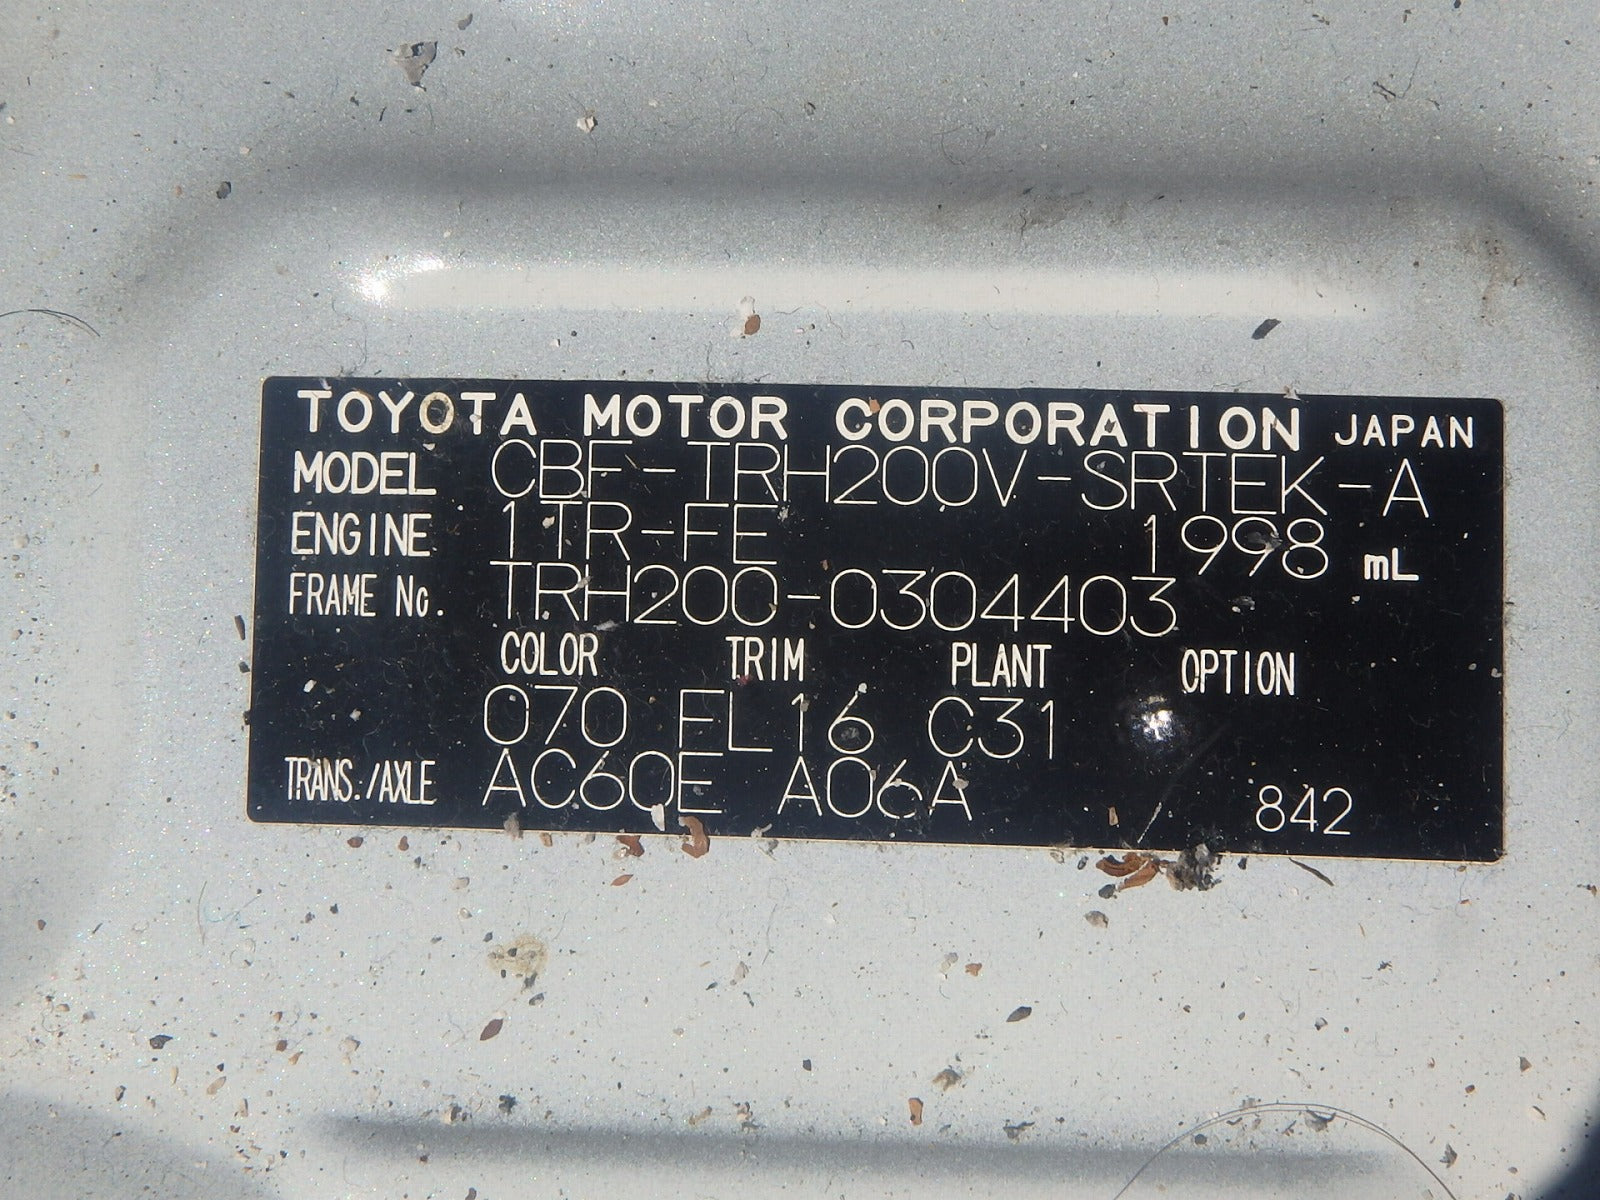 TOYOTA MOTOR CORPORATION JAPAN
MODEL CBF-TRH200V-SRTEK-A
ENGINE 1TR-FE 1998 mL
FRAME No. TRH200-0304403
COLOR TRIM PLANT OPTION
070 FL16 C31
TRANS./AXLE AC60E A06A 842